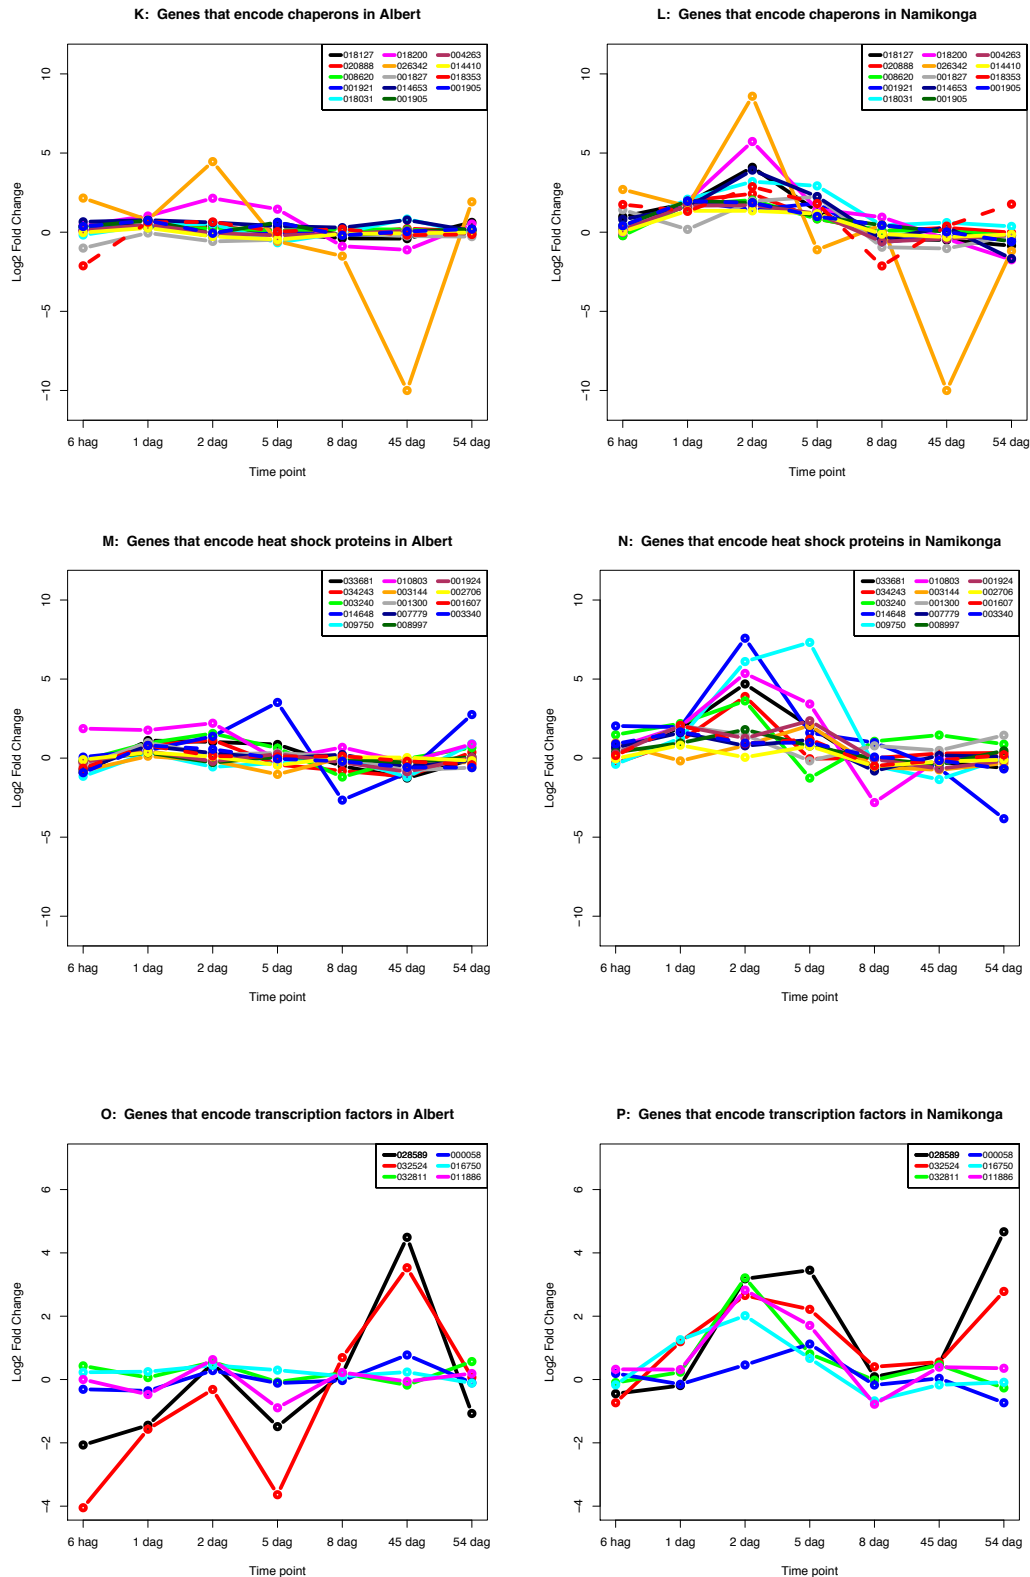 K:  Genes that encode chaperons in Albert
018127 018200 004263
020888 026342 014410
008620 001827 018353
001921 014653 001905
018031 001905
Log2 Fold Change
10
5
0
−5
−10
6 hag 1 dag 2 dag 5 dag 8 dag 45 dag 54 dag
Time point
L:  Genes that encode chaperons in Namikonga
018127 018200 004263
020888 026342 014410
008620 001827 018353
001921 014653 001905
018031 001905
Log2 Fold Change
10
5
0
−5
−10
6 hag 1 dag 2 dag 5 dag 8 dag 45 dag 54 dag
Time point
M:  Genes that encode heat shock proteins in Albert
033681 010803 001924
034243 003144 002706
003240 001300 001607
014648 007779 003340
009750 008997
Log2 Fold Change
10
5
0
−5
−10
6 hag 1 dag 2 dag 5 dag 8 dag 45 dag 54 dag
Time point
N:  Genes that encode heat shock proteins in Namikonga
033681 010803 001924
034243 003144 002706
003240 001300 001607
014648 007779 003340
009750 008997
Log2 Fold Change
10
5
0
−5
−10
6 hag 1 dag 2 dag 5 dag 8 dag 45 dag 54 dag
Time point
O:  Genes that encode transcription factors in Albert
028589 000058
032524 016750
032811 011886
Log2 Fold Change
6
4
2
0
−2
−4
6 hag 1 dag 2 dag 5 dag 8 dag 45 dag 54 dag
Time point
P:  Genes that encode transcription factors in Namikonga
028589 000058
032524 016750
032811 011886
Log2 Fold Change
6
4
2
0
−2
−4
6 hag 1 dag 2 dag 5 dag 8 dag 45 dag 54 dag
Time point